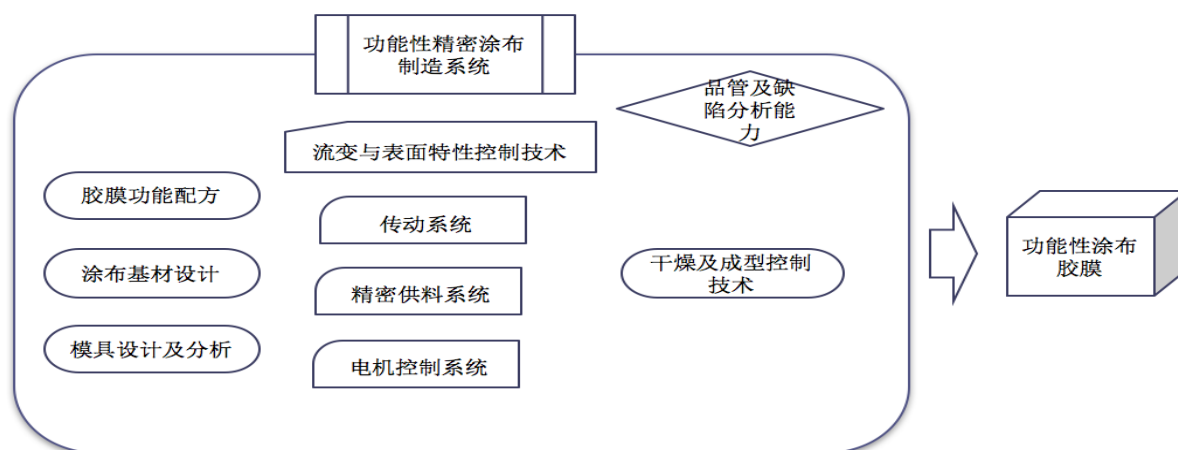 功能性精密涂布
制造系统
品管及缺
陷分析能
力
流变与表面特性控制技术
胶膜功能配方
传动系统
涂布基材设计
精密供料系统
模具设计及分析
电机控制系统
干燥及成型控制
技术
功能性涂布
胶膜